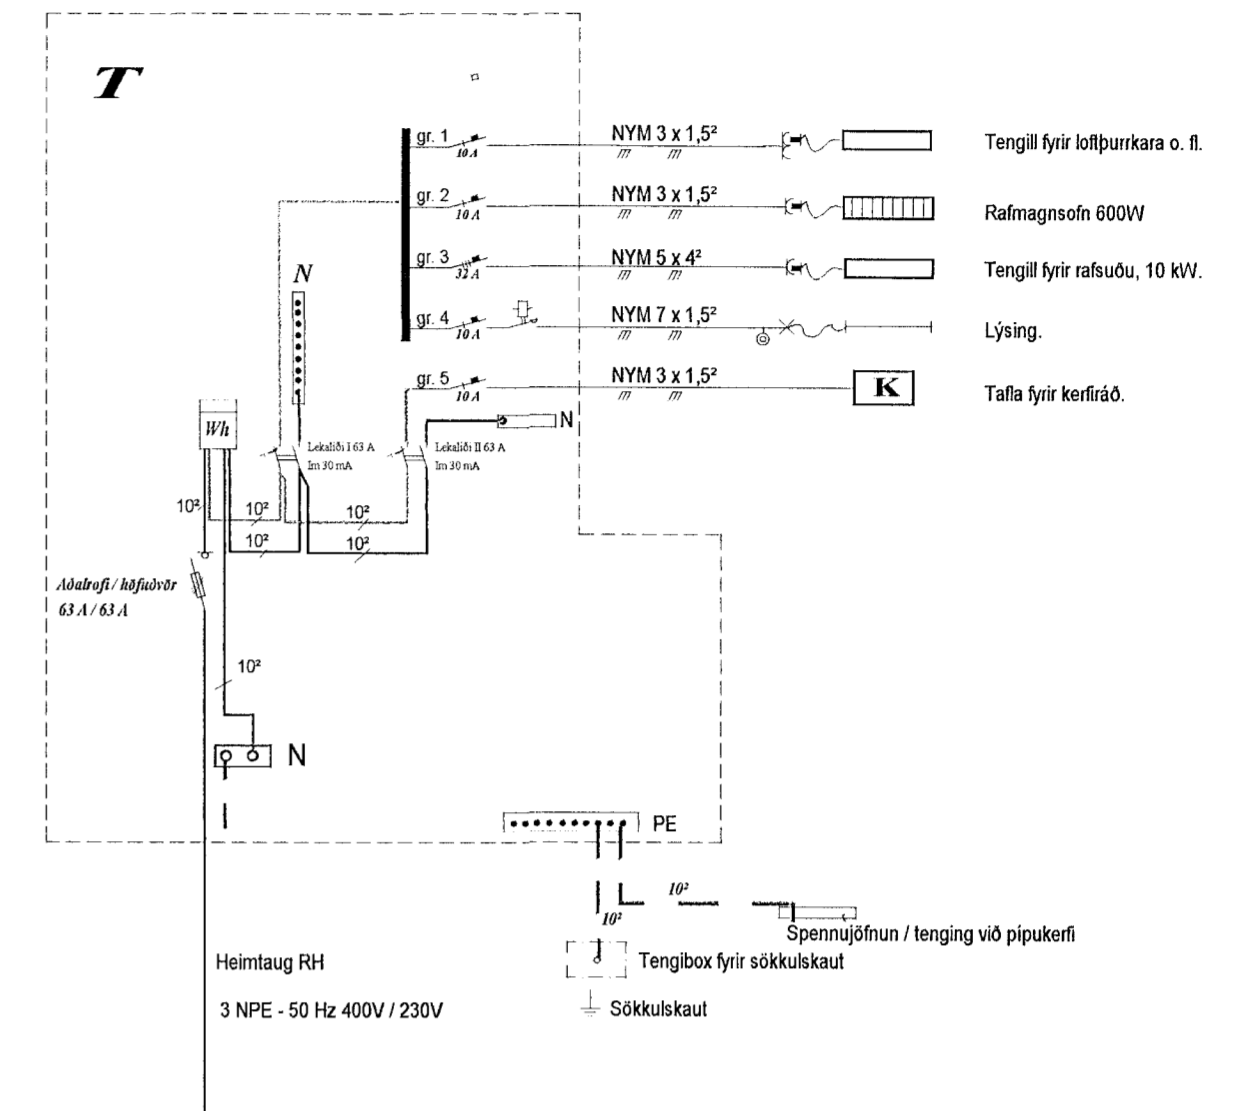 T
gr. 1
10 A
NYM 3 x 1,5²
Tengill fyrir loftþurrkara o. fl.
gr. 2
10 A
NYM 3 x 1,5²
Rafmagnsofn 600W
gr. 3
32 A
NYM 5 x 4²
Tengill fyrir rafsuðu, 10 kW.
gr. 4
10 A
NYM 7 x 1,5²
Lýsing.
gr. 5
10 A
NYM 3 x 1,5²
K
Tafla fyrir kerfiráð.
N
N
Wh
Lekaliði I 63 A
Im 30 mA
Lekaliði II 63 A
Im 30 mA
10²
10²
10²
10²
10²
Aðalrofi / höfuðvör
63 A / 63 A
10²
N
PE
10²
10²
Spennujöfnun / tenging við pípukerfi
Tengibox fyrir sökkulskaut
Sökkulskaut
Heimtaug RH
3 NPE - 50 Hz 400V / 230V